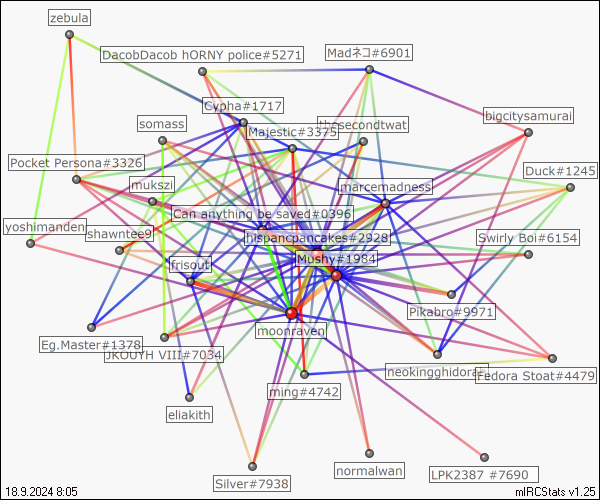 zebula
DacobDacob hORNY police#5271
Madネコ#6901
Cypha#1717
bigcitysamurai
somass
Majestic#3375
thesecondtwat
Pocket Persona#3326
Duck#1245
mukszi
marcemadness
Can anything be saved#0396
yoshimanden
shawntee9
hispancpancakes#2928
Swirly Boi#6154
frisout
Mushy#1984
Pikabro#9971
moonraven
Eg.Master#1378
JKOUYH VIII#7034
neokingghidorah
Fedora Stoat#4479
ming#4742
eliakith
Silver#7938
normalwan
LPK2387 #7690
18.9.2024 8:05
mIRCStats v1.25